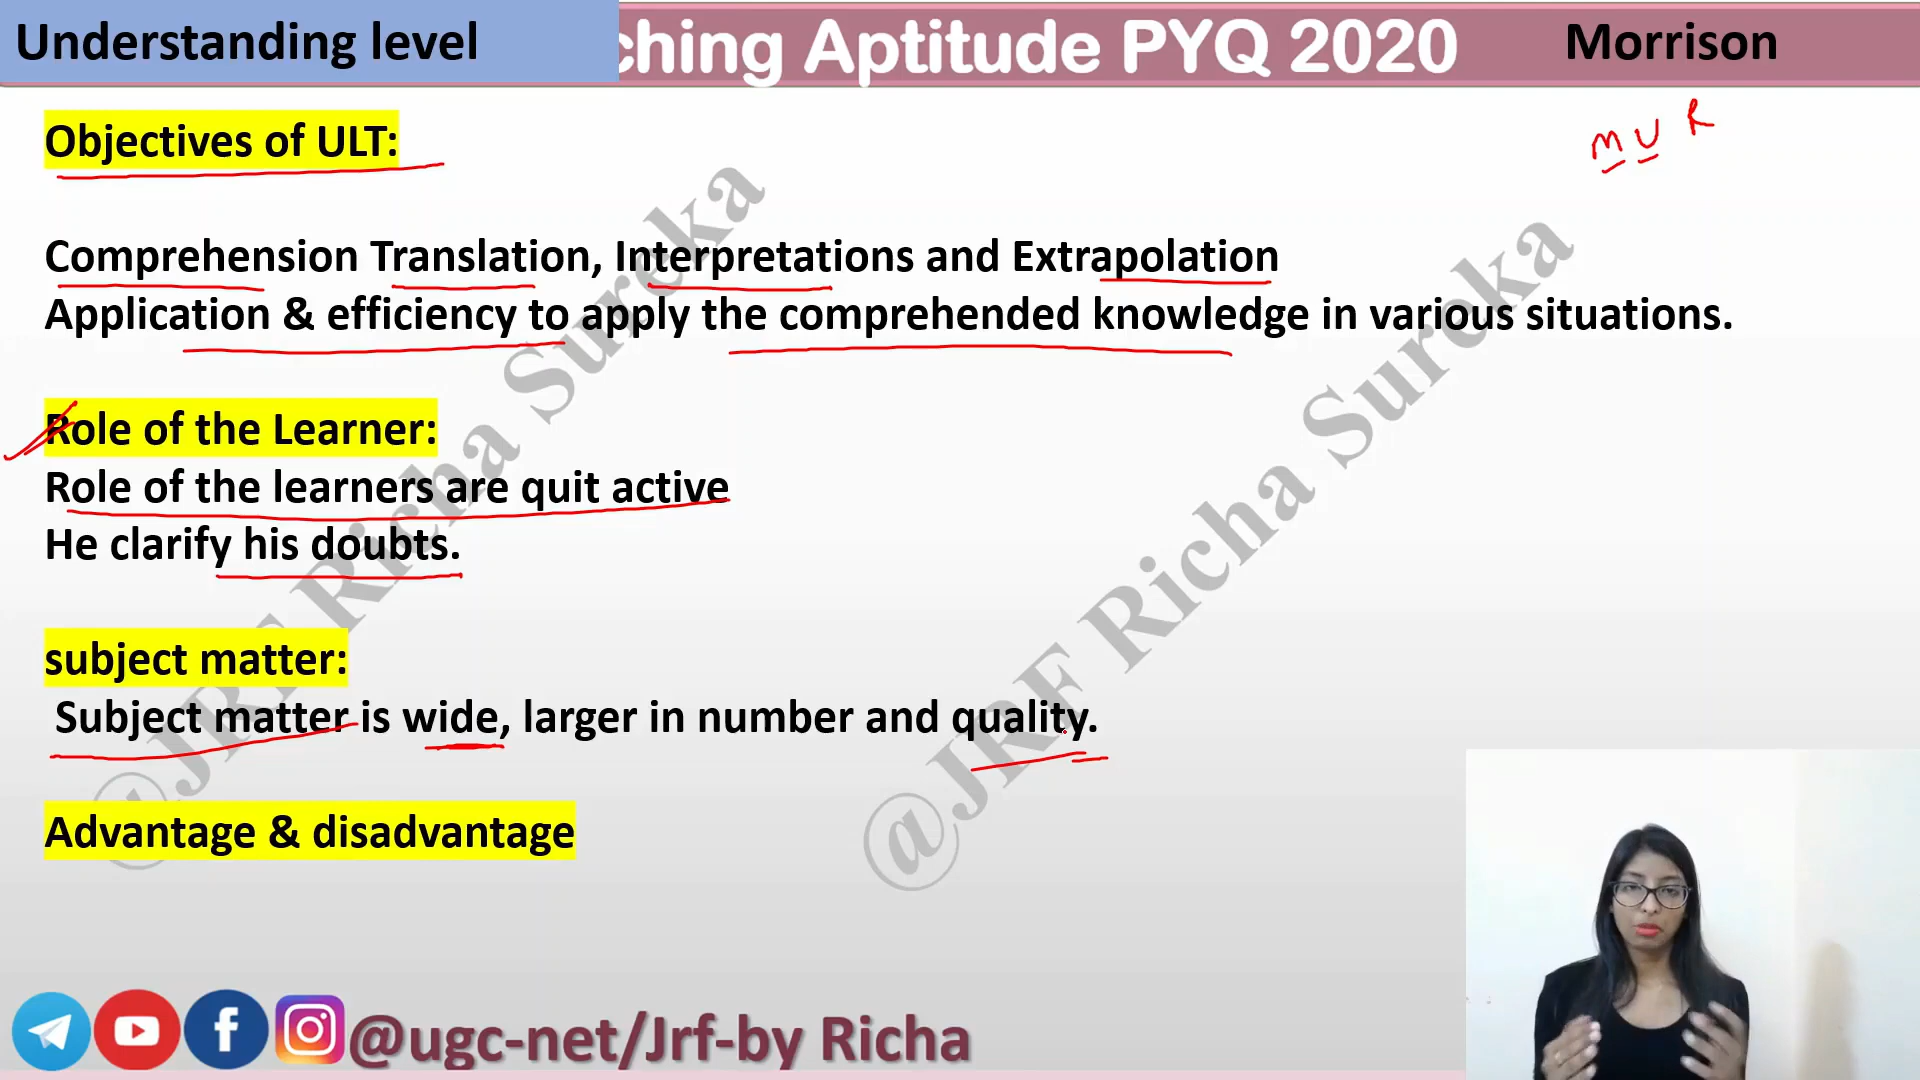 Understanding level
ching Aptitude PYQ 2020
Morrison
M U R
Objectives of ULT:
Comprehension Translation, Interpretations and Extrapolation
Application & efficiency to apply the comprehended knowledge in various situations.
Role of the Learner:
Role of the learners are quit active
He clarify his doubts.
subject matter:
Subject matter is wide, larger in number and quality.
Advantage & disadvantage
@JRF Richa Sureka
@JRF Richa Sureka
@ugc-net/Jrf-by Richa